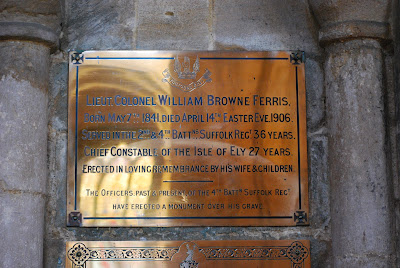 LIEUT. COLONEL WILLIAM BROWNE FERRIS,
BORN MAY 7TH 1841, DIED APRIL 14TH EASTER EVE, 1906.
SERVED IN THE 2ND & 4TH BATTNS SUFFOLK REGT 36 YEARS,
CHIEF CONSTABLE OF THE ISLE OF ELY 27 YEARS.
ERECTED IN LOVING REMEMBRANCE BY HIS WIFE & CHILDREN.
THE OFFICERS PAST & PRESENT OF THE 4TH BATTN SUFFOLK REGT
HAVE ERECTED A MONUMENT OVER HIS GRAVE.